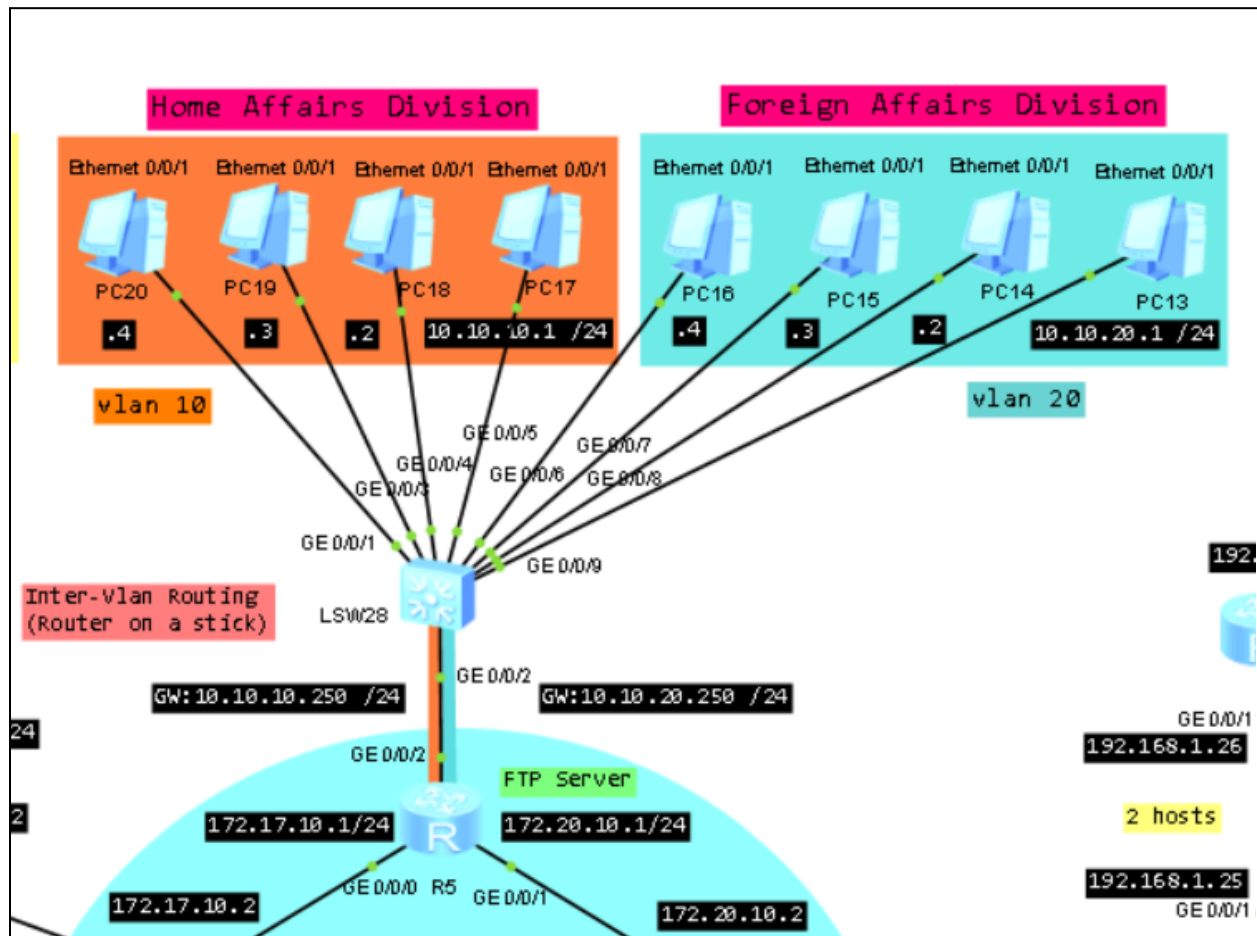 Home Affairs Division
Foreign Affairs Division
Ethernet 0/0/1
Ethernet 0/0/1
Ethernet 0/0/1
Ethernet 0/0/1
Ethernet 0/0/1
Ethernet 0/0/1
Ethernet 0/0/1
Ethernet 0/0/1
PC20
PC19
PC18
PC17
PC16
PC15
PC14
PC13
.4
.3
.2
10.10.10.1 /24
.4
.3
.2
10.10.20.1 /24
vlan 10
vlan 20
GE 0/0/5
GE 0/0/7
GE 0/0/4
GE 0/0/6
GE 0/0/8
GE 0/0/3
GE 0/0/1
GE 0/0/9
192.
Inter-Vlan Routing
(Router on a stick)
LSW28
GE 0/0/2
GW:10.10.10.250 /24
GW:10.10.20.250 /24
GE 0/0/1
24
192.168.1.26
GE 0/0/2
FTP Server
2
172.17.10.1/24
172.20.10.1/24
R
2 hosts
GE 0/0/0
R5
GE 0/0/1
192.168.1.25
172.17.10.2
172.20.10.2
GE 0/0/1